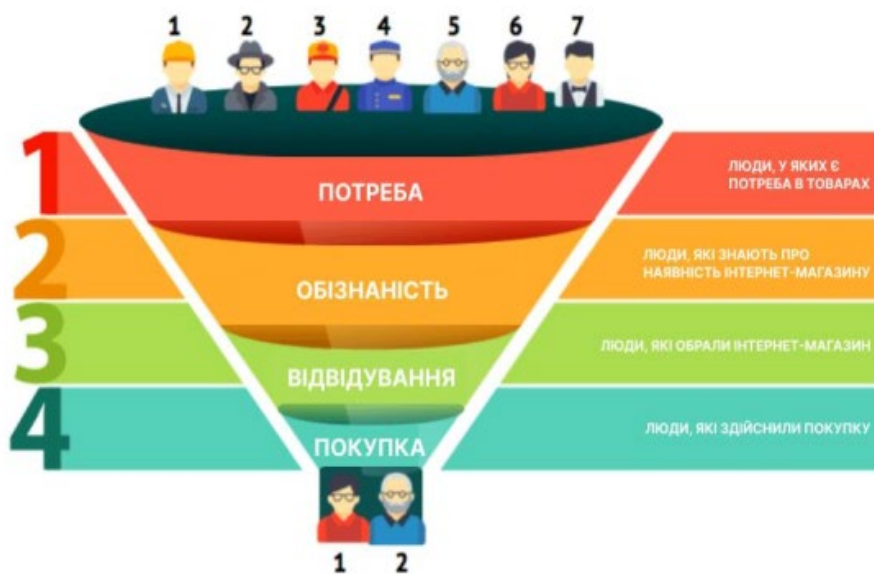 1 2 3 4 5 6 7
1
ПОТРЕБА
ЛЮДИ, У ЯКИХ Є
ПОТРЕБА В ТОВАРАХ
2
ОБІЗНАНІСТЬ
ЛЮДИ, ЯКІ ЗНАЮТЬ ПРО
НАЯВНІСТЬ ІНТЕРНЕТ-МАГАЗИНУ
3
ВІДВІДУВАННЯ
ЛЮДИ, ЯКІ ОБРАЛИ ІНТЕРНЕТ-МАГАЗИН
4
ПОКУПКА
ЛЮДИ, ЯКІ ЗДІЙСНИЛИ ПОКУПКУ
1 2